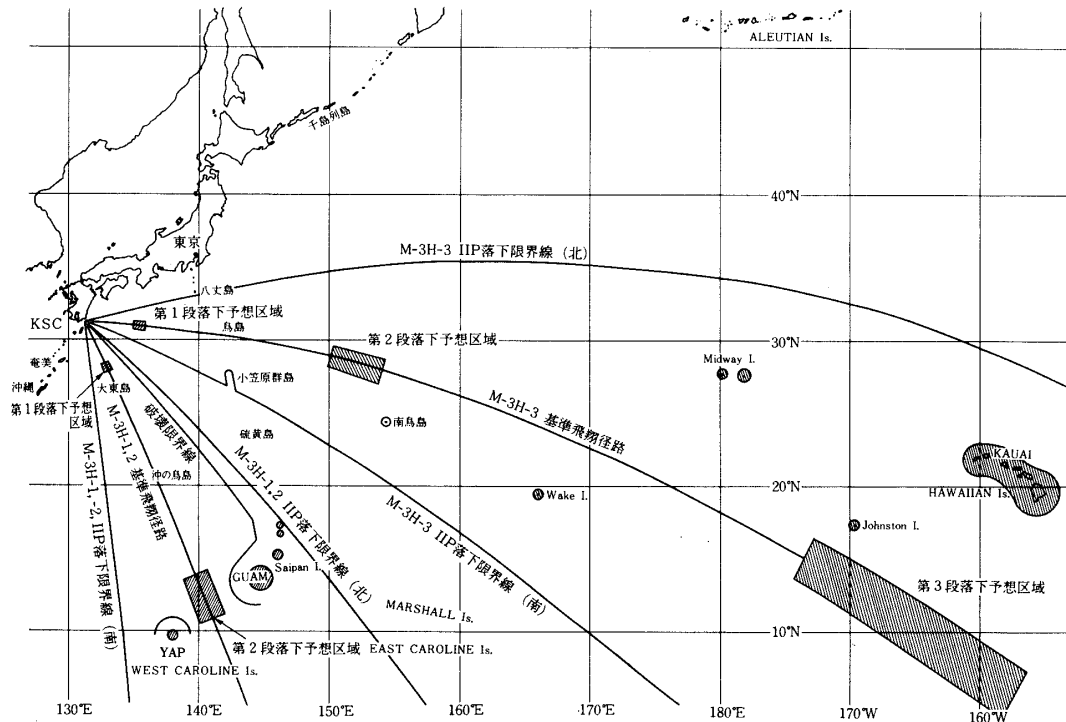 ALEUTIAN Is.
千島列島
40°N
東京
M-3H-3 IIP落下限界線（北）
八丈島
第1段落下予想区域
KSC
鳥島
第2段落下予想区域
30°N
奄美
Midway I.
小笠原群島
沖縄
大東島
第1段落下予想
区域
M-3H-3 基準飛翔径路
南鳥島
破壊限界線
硫黄島
KAUAI
M-3H-1,2 基準飛翔径路
沖の鳥島
M-3H-1,2 IIP落下限界線（北）
20°N
HAWAIIAN Is.
Wake I.
M-3H-1,-2, IIP落下限界線（南）
M-3H-3 IIP落下限界線（南）
Johnston I.
Saipan I.
GUAM
第3段落下予想区域
MARSHALL Is.
10°N
YAP
第2段落下予想区域
EAST CAROLINE Is.
WEST CAROLINE Is.
130°E
140°E
150°E
160°E
170°E
180°E
170°W
160°W